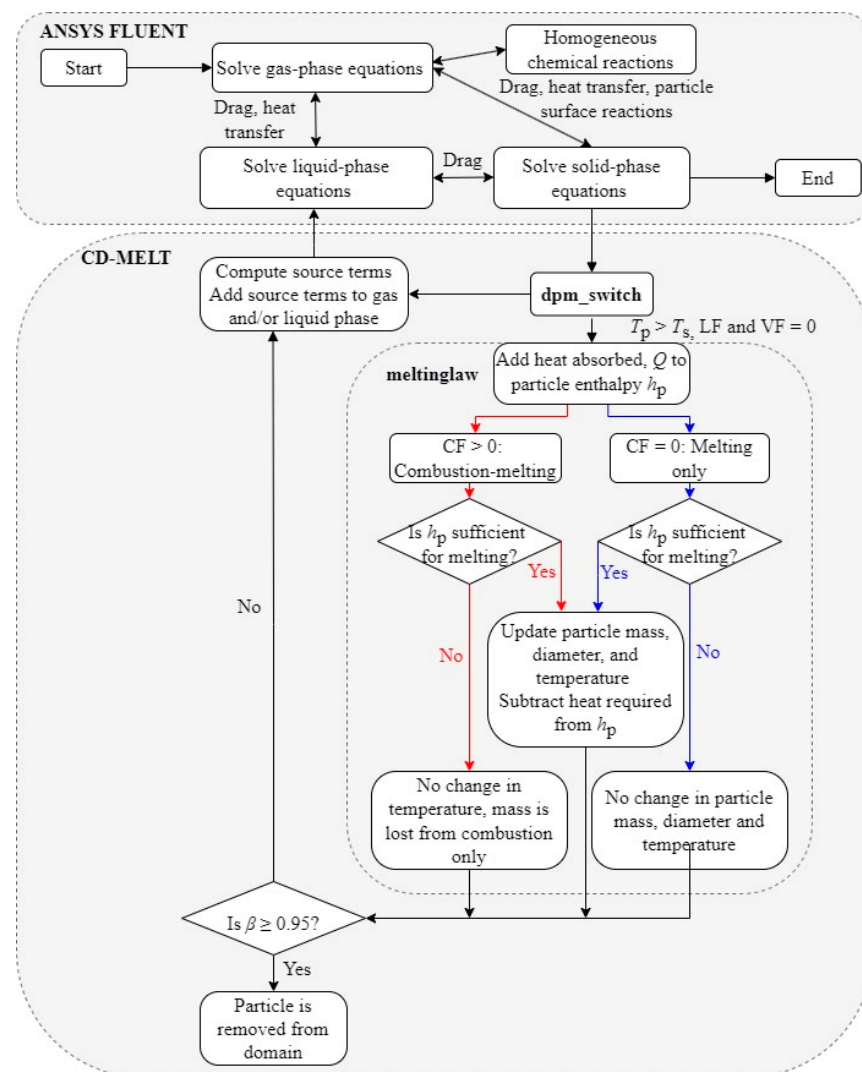 ANSYS FLUENT
Start
Solve gas-phase equations
Homogeneous
chemical reactions
Drag, heat transfer, particle
surface reactions
Drag, heat
transfer
Solve liquid-phase
equations
Drag
Solve solid-phase
equations
End
CD-MELT
Compute source terms
Add source terms to gas
and/or liquid phase
dpm_switch
Tp > Ts, LF and VF = 0
meltinglaw
Add heat absorbed, Q to
particle enthalpy hp
CF > 0:
Combustion-melting
CF = 0: Melting
only
Is hp sufficient
for melting?
Is hp sufficient
for melting?
Yes
Yes
No
No
No
Update particle mass,
diameter, and
temperature
Subtract heat required
from hp
No change in
temperature, mass is
lost from combustion
only
No change in particle
mass, diameter and
temperature
Is β ≥ 0.95?
Yes
Particle is
removed from
domain